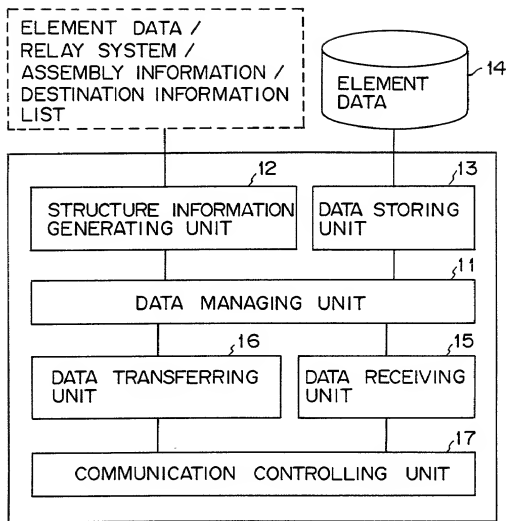 ELEMENT DATA /
RELAY SYSTEM /
ASSEMBLY INFORMATION /
DESTINATION INFORMATION
LIST
ELEMENT
DATA
14
12
STRUCTURE INFORMATION
GENERATING UNIT
13
DATA STORING
UNIT
11
DATA MANAGING UNIT
16
DATA TRANSFERRING
UNIT
15
DATA RECEIVING
UNIT
17
COMMUNICATION CONTROLLING UNIT